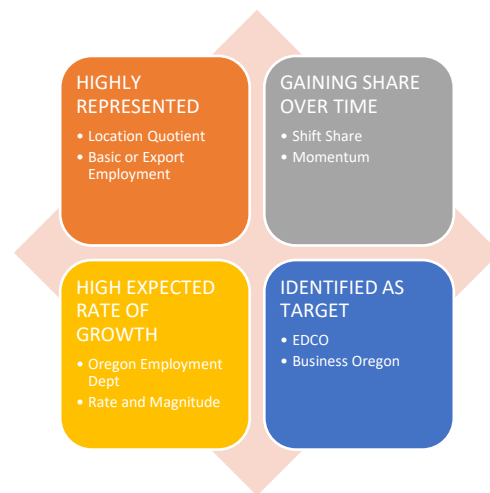 HIGHLY
REPRESENTED
• Location Quotient
• Basic or Export
Employment
GAINING SHARE
OVER TIME
• Shift Share
• Momentum
HIGH EXPECTED
RATE OF
GROWTH
• Oregon Employment
Dept
• Rate and Magnitude
IDENTIFIED AS
TARGET
• EDCO
• Business Oregon